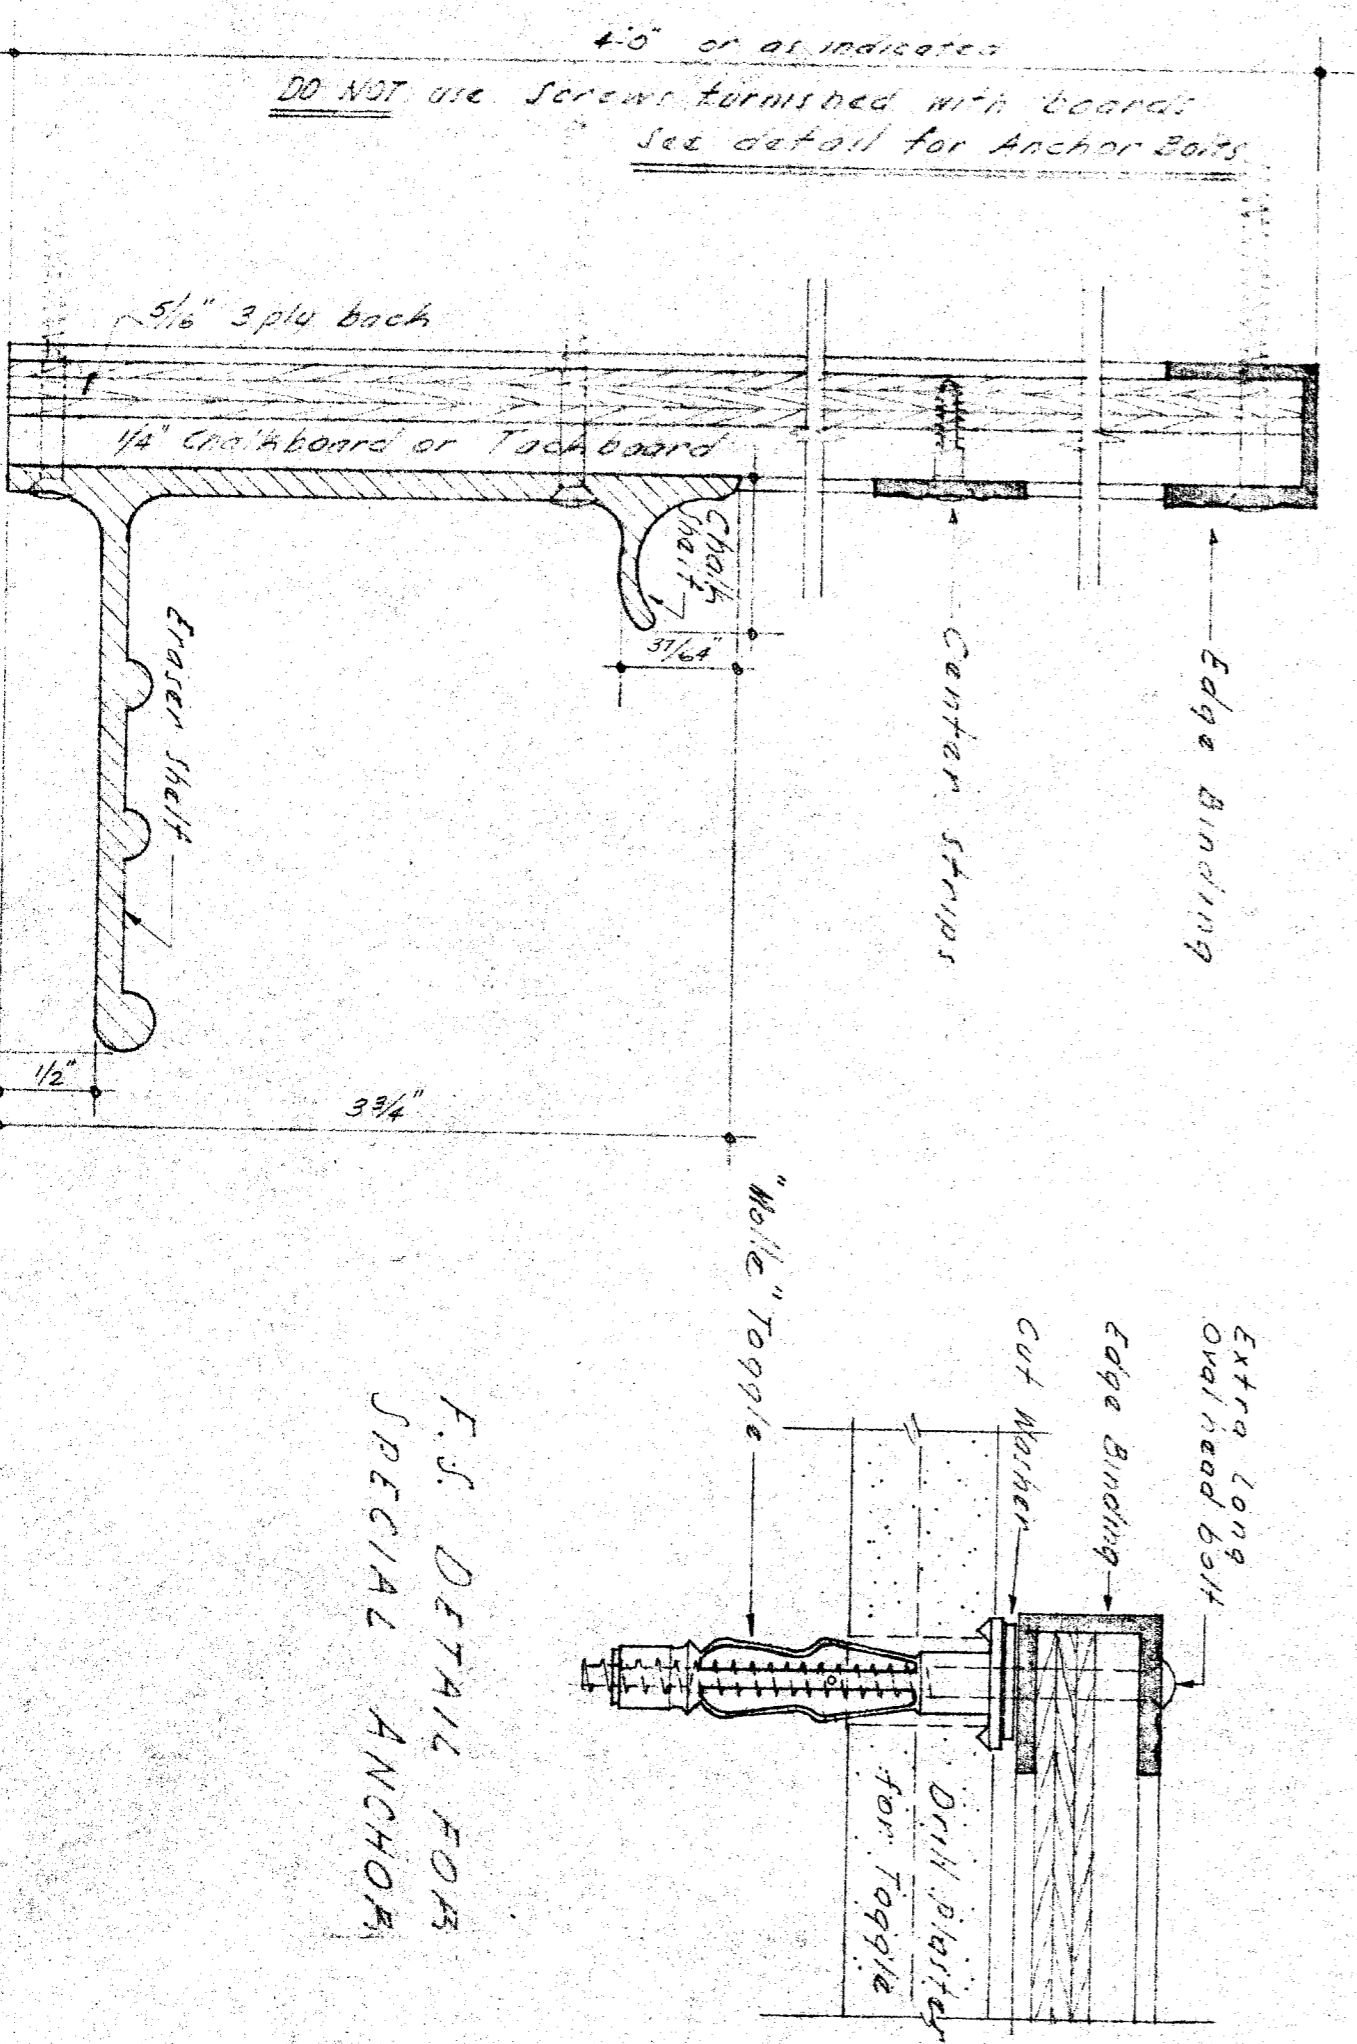 4'-0" or as indicated
DO NOT use Screws furnished with boards
See detail for Anchor Bolts
5/16" 3 ply back
1/4" Chalkboard or Tackboard
Chalk
37/64"
Eraser Shelf
Center strips
Edge Binding
1/2"
3 3/4"
"Molle" Toggle
Cut Washer
Edge Binding
Extra Long
Oval head bolt
Drill Plaster
for Toggle
F.S. DETAIL FOR
SPECIAL ANCHOR